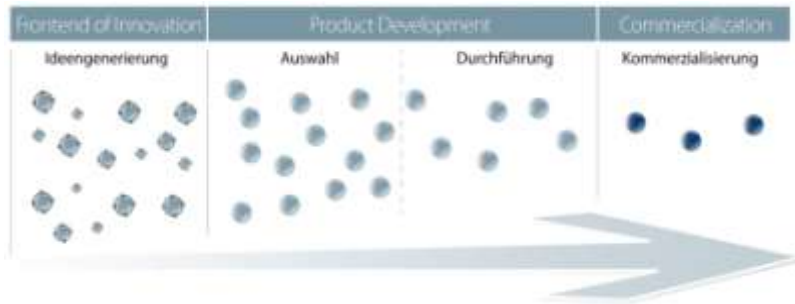 Frontend of Innovation
Product Development
Commercialization
Ideengenerierung
Auswahl
Durchführung
Kommerzialisierung